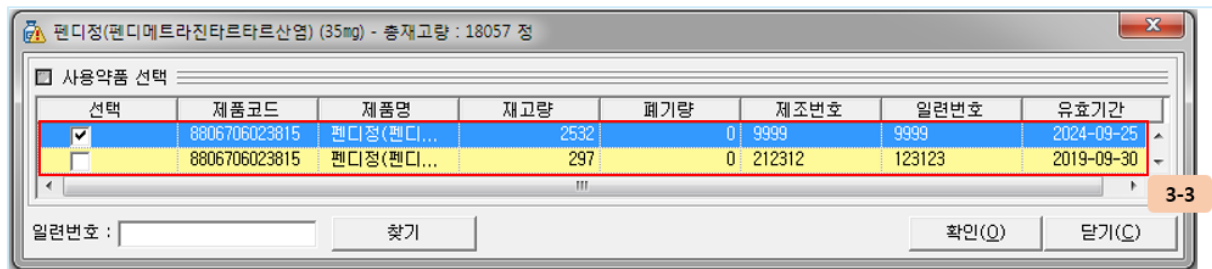 펜디정(펜디메트라진타르타르산염) (35mg) - 총재고량 : 18057 정
사용약품 선택
선택 제품코드 제품명 재고량 폐기량 제조번호 일련번호 유효기간
8806706023815 펜디정(펜디... 2532 0 9999 9999 2024-09-25
8806706023815 펜디정(펜디... 297 0 212312 123123 2019-09-30
3-3
일련번호 : 찾기 확인(O) 닫기(C)